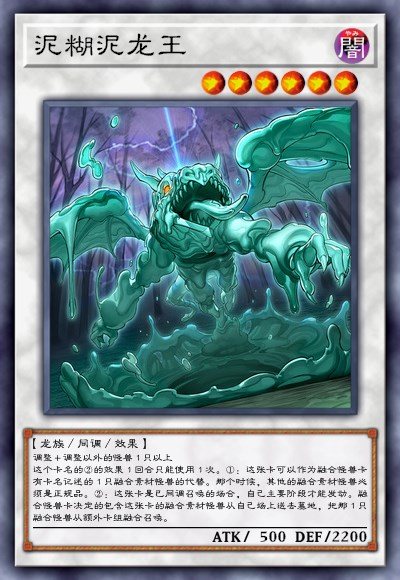 泥糊泥龙王
やみ
闇
【龙族/同调/效果】
调整+调整以外的怪兽1只以上
这个卡名的②的效果1回合只能使用1次。①：这张卡可以作为融合怪兽卡
有卡名记述的1只融合素材怪兽的代替。那个时候，其他的融合素材怪兽必
须是正规品。②：这张卡是已同调召唤的场合，自己主要阶段才能发动。融
合怪兽卡决定的包含这张卡的融合素材怪兽从自己场上送去墓地，把那1只
融合怪兽从额外卡组融合召唤。
ATK/ 500 DEF/2200